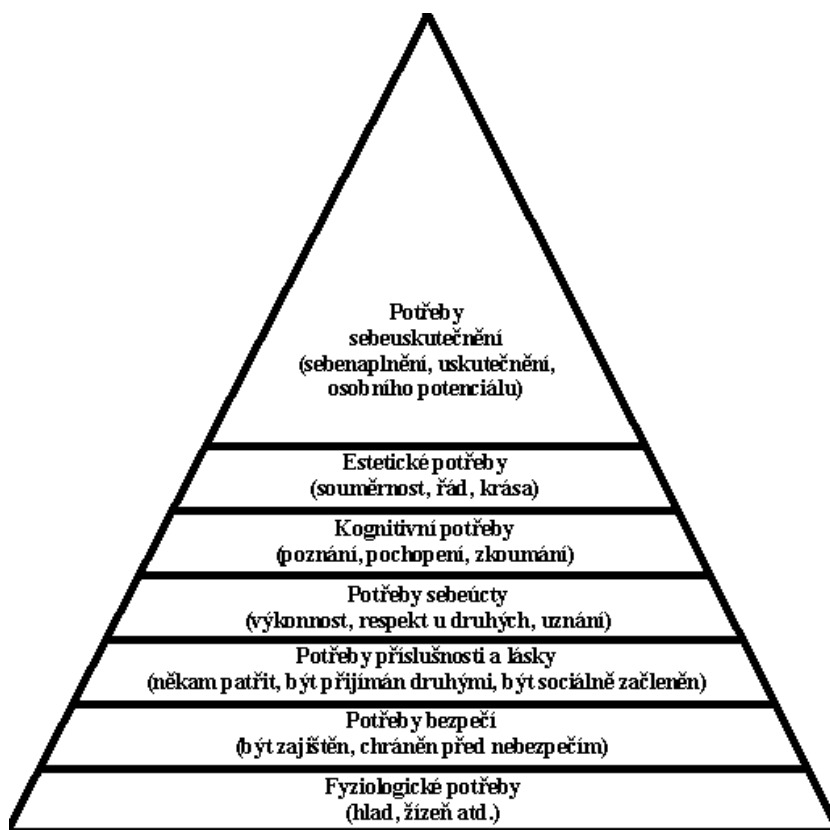 Potřeby
sebeuskutečnění
(sebenaplnění, uskutečnění,
osobního potenciálu)
Estetické potřeby
(souměrnost, řád, krása)
Kognitivní potřeby
(poznání, pochopení, zkoumání)
Potřeby sebeúcty
(výkonnost, respekt u druhých, uznání)
Potřeby příslušnosti a lásky
(někam patřit, být přijímán druhými, být sociálně začleněn)
Potřeby bezpečí
(být zajištěn, chráněn před nebezpečím)
Fyziologické potřeby
(hlad, žízeň atd.)